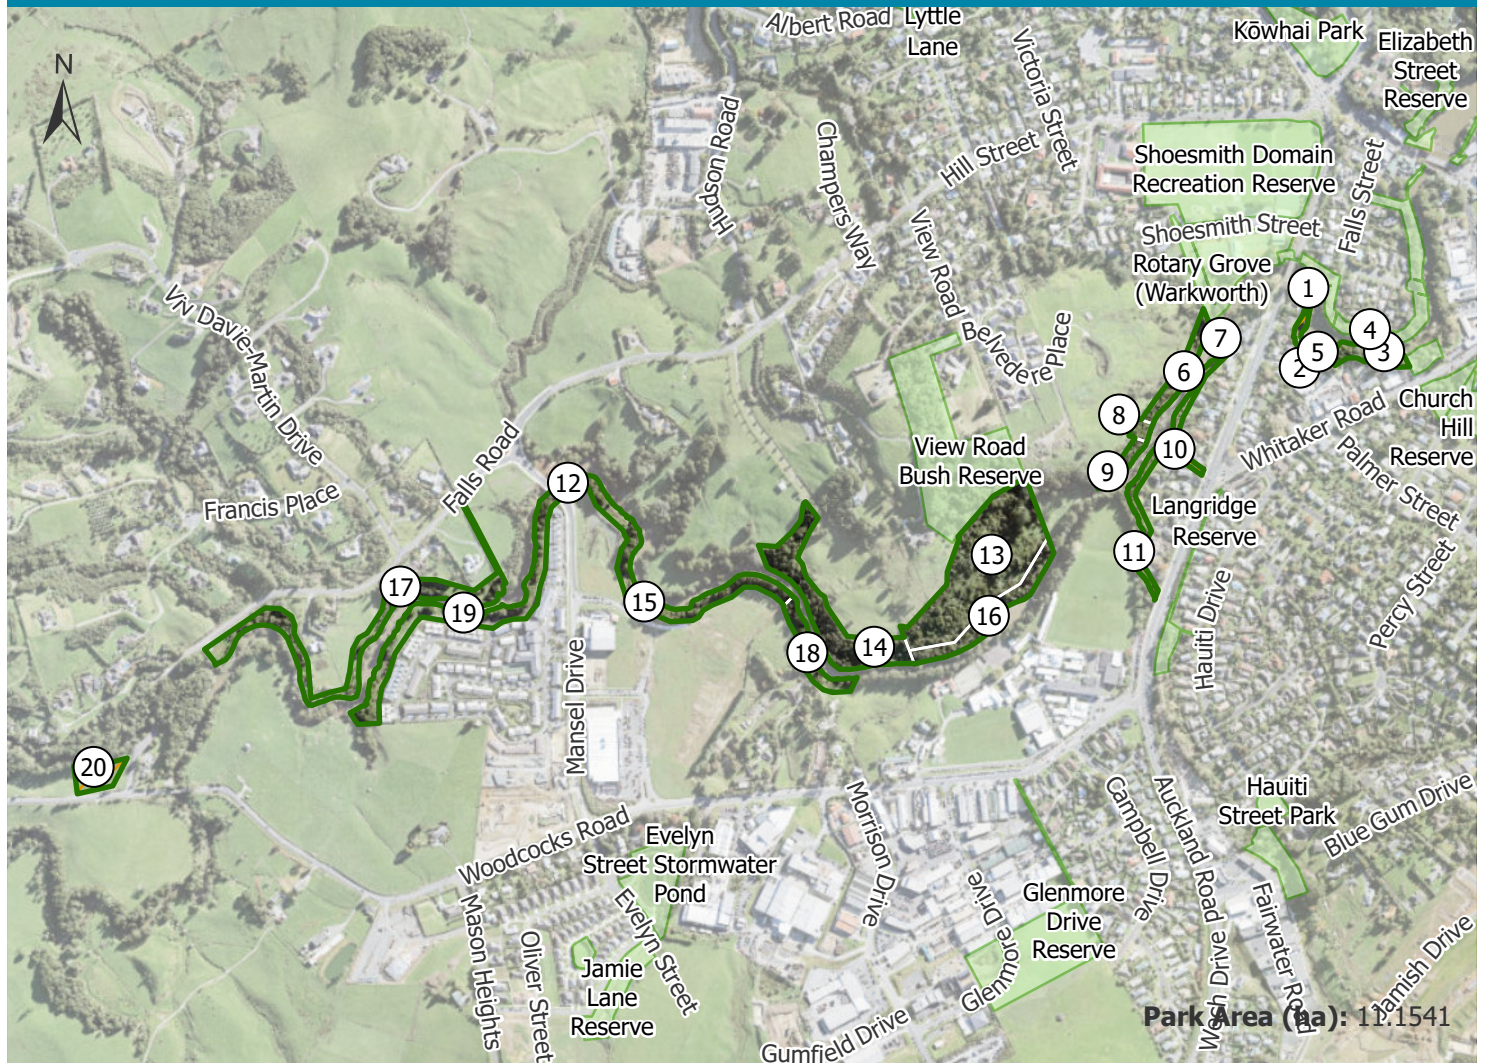 Albert Road
Lyttle
Lane
Victoria Street
Kōwhai Park
Elizabeth
Street
Reserve
N
Hudson Road
Champers Way
Hill Street
Shoesmith Domain
Recreation Reserve
Falls Street
Shoesmith Street
View Road
Rotary Grove
(Warkworth)
Belvedere Place
Viv Davie-Martin Drive
1
4
7
5
3
2
6
8
10
9
Whitaker Road
Church
Hill
Reserve
Palmer Street
View Road
Bush Reserve
Falls Road
Francis Place
12
Langridge
Reserve
11
13
Percy Street
17
19
15
16
Hauiti Drive
14
18
Mansel Drive
20
Hauiti
Street Park
Blue Gum Drive
Woodcocks Road
Evelyn
Street Stormwater
Pond
Morrison Drive
Campbell Drive
Auckland Road
Glenmore
Drive
Reserve
Glenmore Drive
Fairwater Road
Mason Heights
Oliver Street
Evelyn Street
Jamie
Lane
Reserve
Wech Drive
Jamish Drive
Gumfield Drive
Park Area (ha): 11.1541